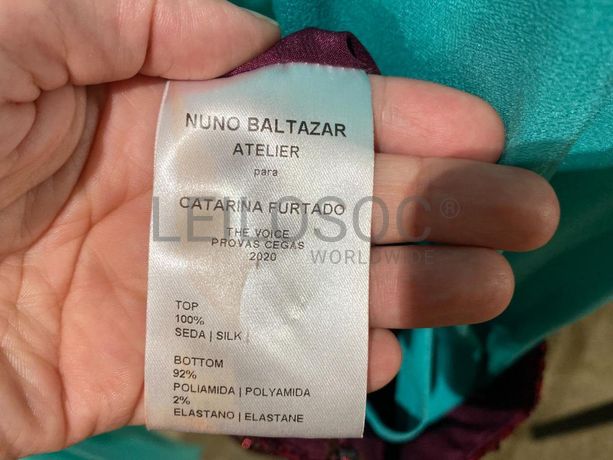 NUNO BALTAZAR
ATELIER
para
CATARINA FURTADO
LEILOSOC®
WORLDWIDE
THE VOICE
PROVAS CEGAS
2020
TOP
100%
SEDA | SILK
BOTTOM
92%
POLIAMIDA | POLYAMIDA
2%
ELASTANO | ELASTANE